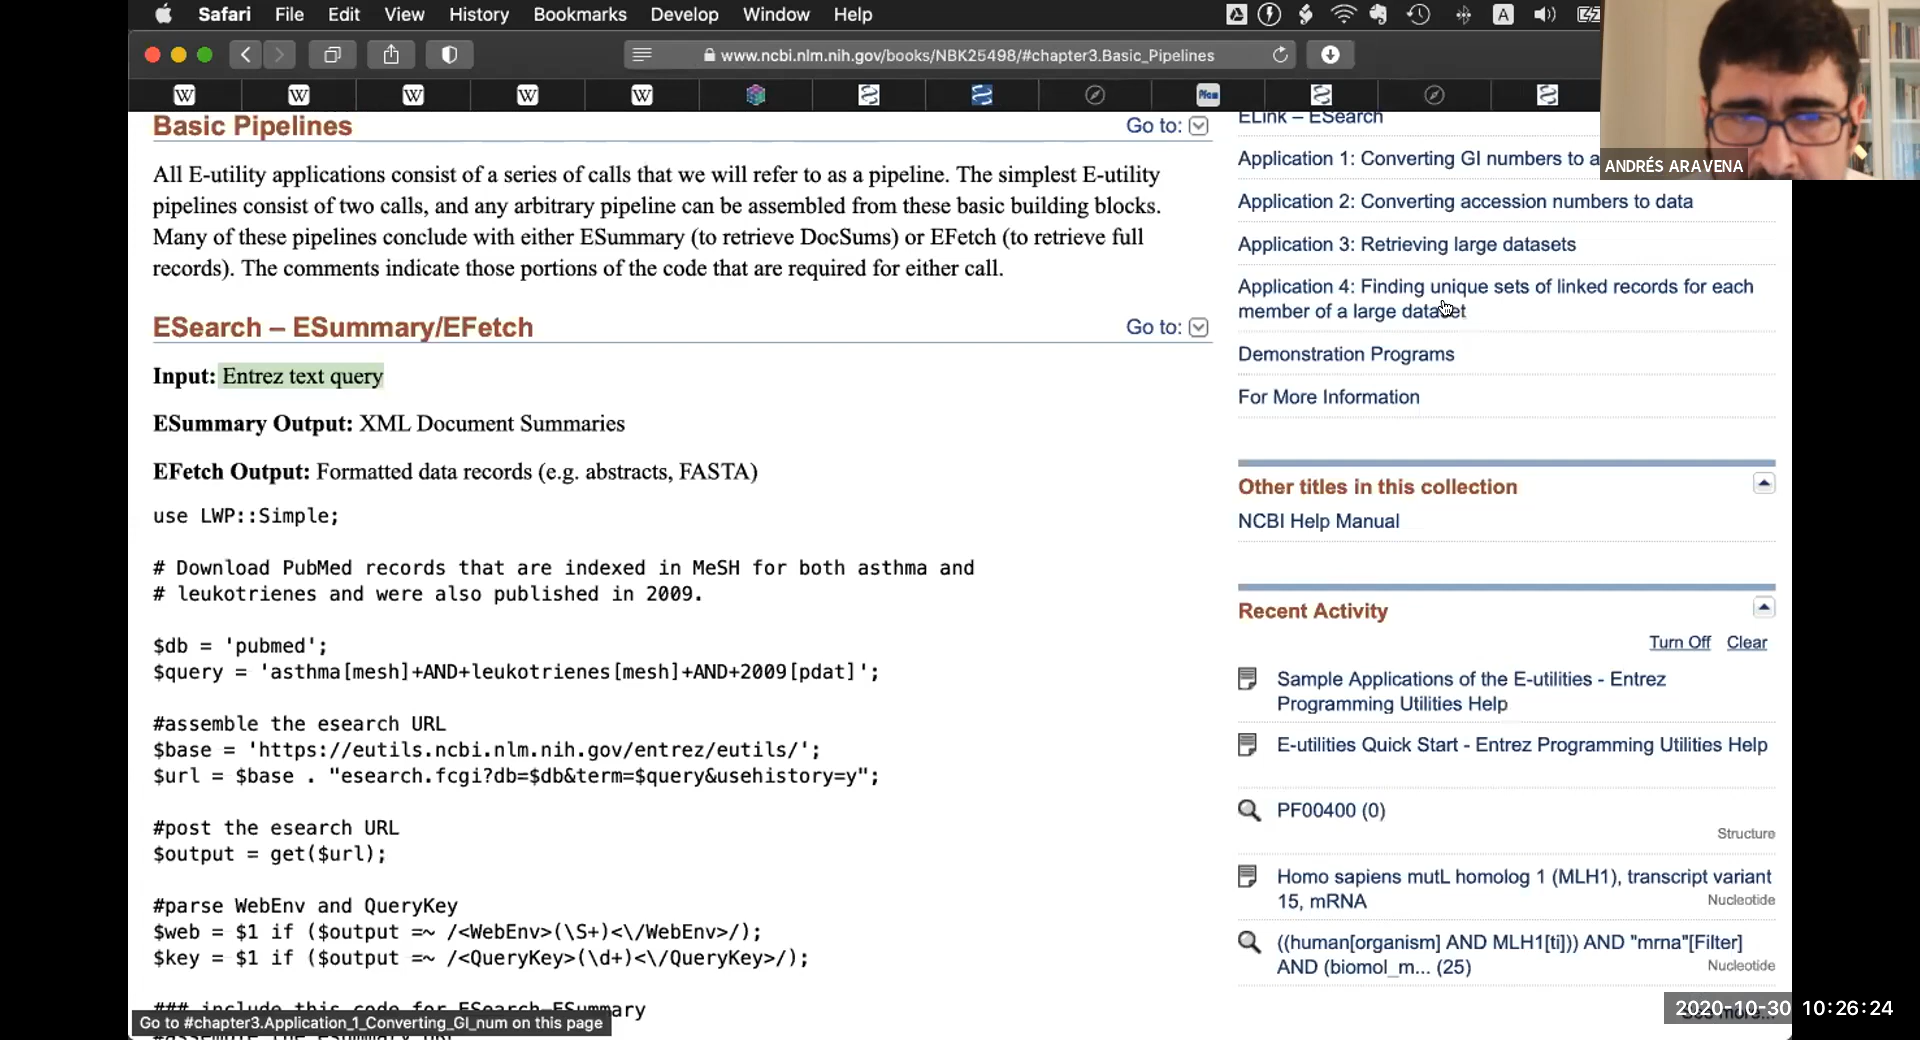 Safari File Edit View History Bookmarks Develop Window Help
A
www.ncbi.nlm.nih.gov/books/NBK25498/#chapter3.Basic_Pipelines
W W W W W Pfam
ANDRÉS ARAVENA
Basic Pipelines
Go to:
All E-utility applications consist of a series of calls that we will refer to as a pipeline. The simplest E-utility
pipelines consist of two calls, and any arbitrary pipeline can be assembled from these basic building blocks.
Many of these pipelines conclude with either ESummary (to retrieve DocSums) or EFetch (to retrieve full
records). The comments indicate those portions of the code that are required for either call.
ESearch – ESummary/EFetch
Go to:
Input: Entrez text query
ESummary Output: XML Document Summaries
EFetch Output: Formatted data records (e.g. abstracts, FASTA)
use LWP::Simple;
# Download PubMed records that are indexed in MeSH for both asthma and
# leukotrienes and were also published in 2009.
$db = 'pubmed';
$query = 'asthma[mesh]+AND+leukotrienes[mesh]+AND+2009[pdat]';
#assemble the esearch URL
$base = 'https://eutils.ncbi.nlm.nih.gov/entrez/eutils/';
$url = $base . "esearch.fcgi?db=$db&term=$query&usehistory=y";
#post the esearch URL
$output = get($url);
#parse WebEnv and QueryKey
$web = $1 if ($output =~ /<WebEnv>(\S+)<\/WebEnv>/);
$key = $1 if ($output =~ /<QueryKey>(\d+)<\/QueryKey>/);
### include this code for ESearch-ESummary
#assemble the esummary URL
Go to #chapter3.Application_1_Converting_GI_num on this page
ELink – ESearch
Application 1: Converting GI numbers to a
Application 2: Converting accession numbers to data
Application 3: Retrieving large datasets
Application 4: Finding unique sets of linked records for each
member of a large dataset
Demonstration Programs
For More Information
Other titles in this collection
NCBI Help Manual
Recent Activity
Turn Off Clear
Sample Applications of the E-utilities - Entrez
Programming Utilities Help
E-utilities Quick Start - Entrez Programming Utilities Help
PF00400 (0)
Structure
Homo sapiens mutL homolog 1 (MLH1), transcript variant
15, mRNA
Nucleotide
((human[organism] AND MLH1[ti])) AND "mrna"[Filter]
AND (biomol_m... (25)
Nucleotide
See more...
2020-10-30 10:26:24